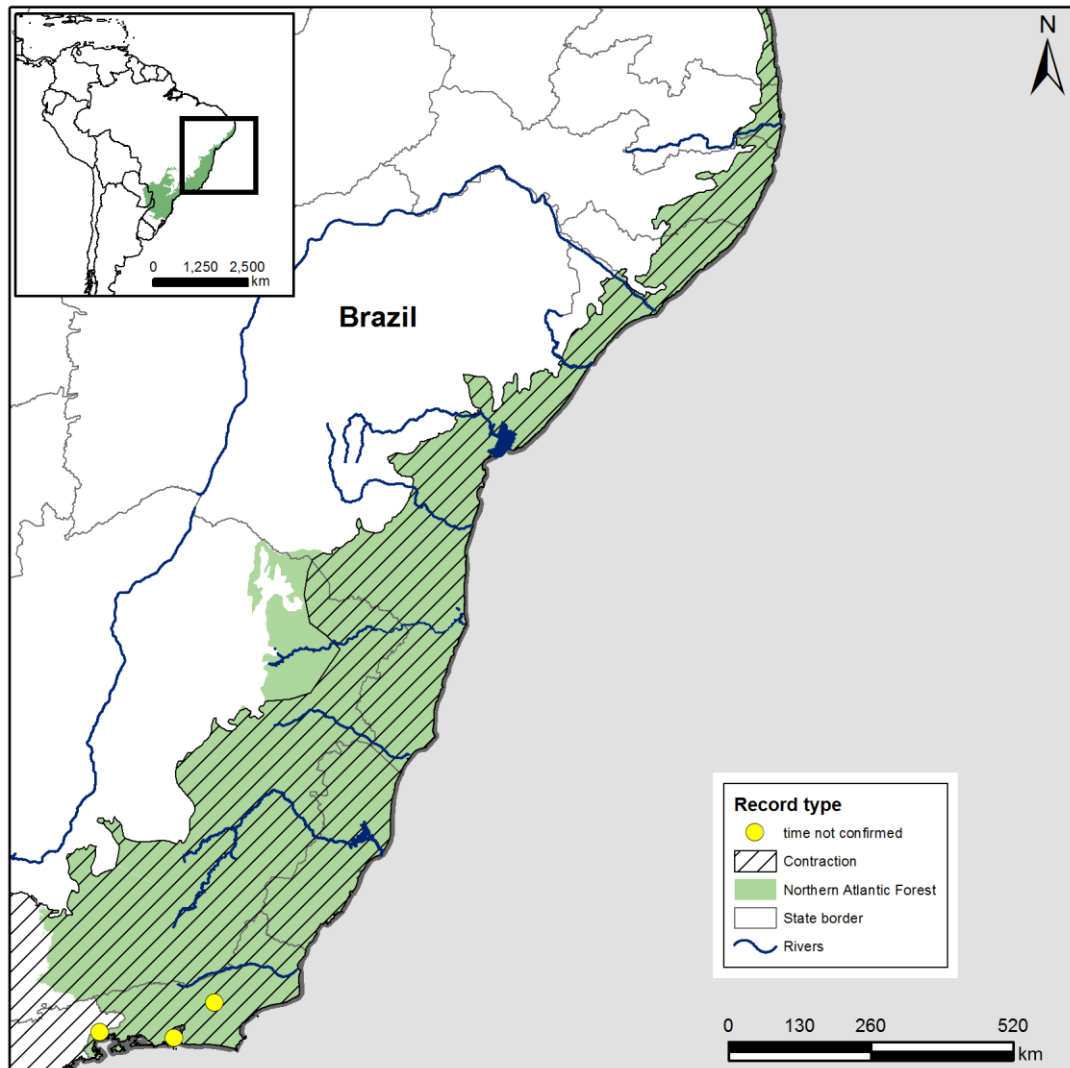 N
0 1,250 2,500
km
Brazil
Record type
time not confirmed
Contraction
Northern Atlantic Forest
State border
Rivers
0 130 260 520
km